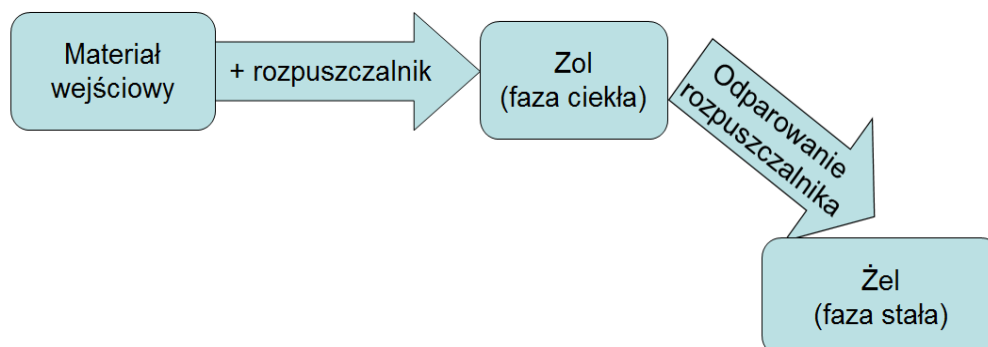 Materiał
wejściowy
+ rozpuszczalnik
Zol
(faza ciekła)
Odparowanie
rozpuszczalnika
Żel
(faza stała)